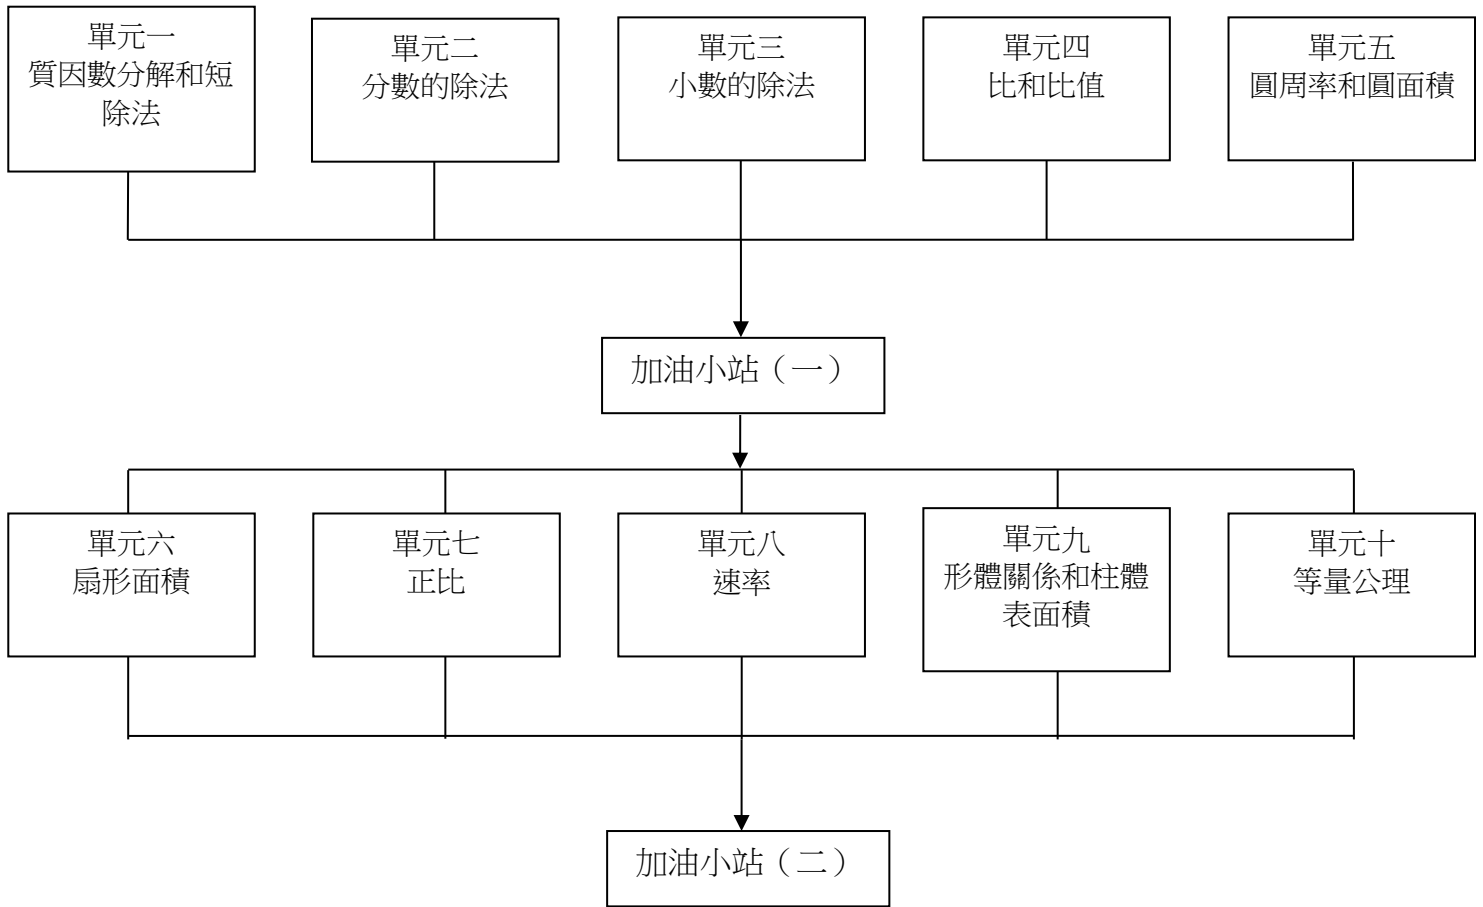 單元一
質因數分解和短
除法
單元二
分數的除法
單元三
小數的除法
單元四
比和比值
單元五
圓周率和圓面積
加油小站（一）
單元六
扇形面積
單元七
正比
單元八
速率
單元九
形體關係和柱體
表面積
單元十
等量公理
加油小站（二）